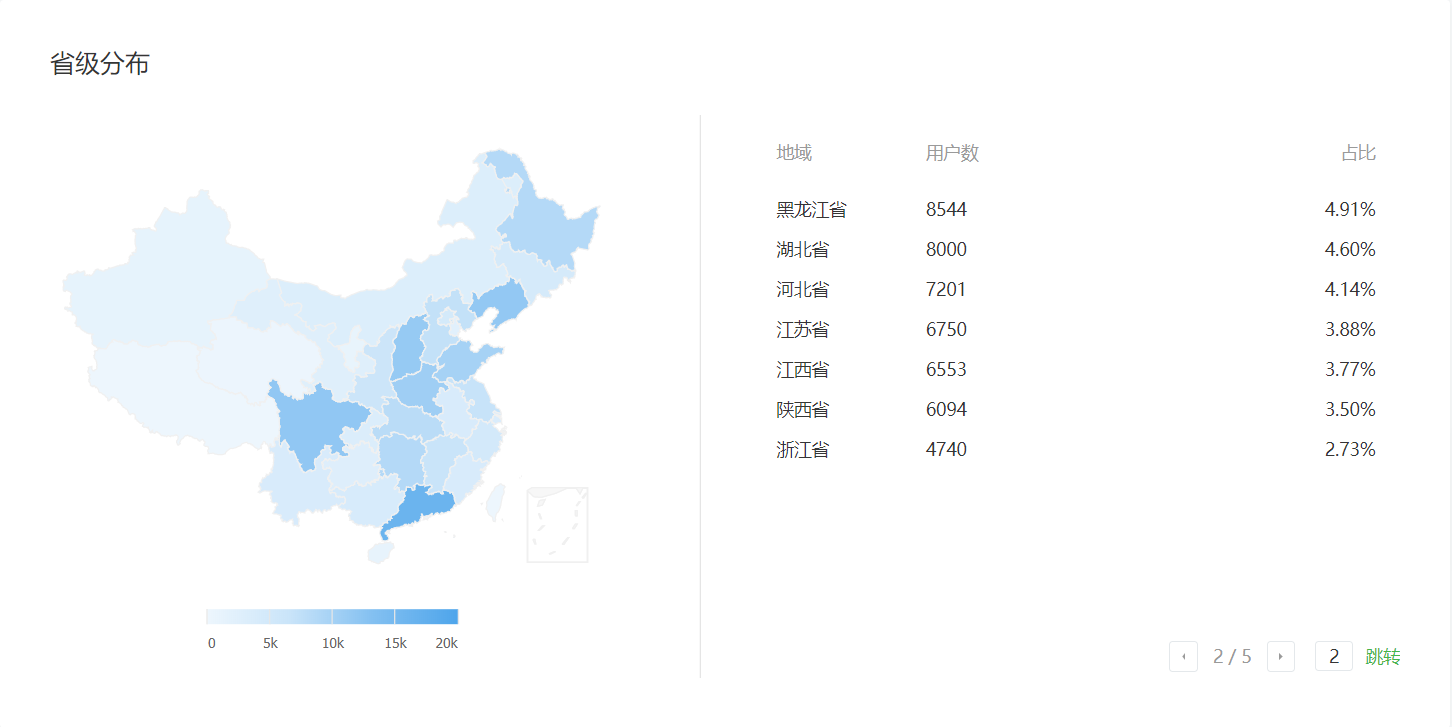 省级分布
地域 用户数 占比
黑龙江省 8544 4.91%
湖北省 8000 4.60%
河北省 7201 4.14%
江苏省 6750 3.88%
江西省 6553 3.77%
陕西省 6094 3.50%
浙江省 4740 2.73%
0 5k 10k 15k 20k
2 / 5 2 跳转